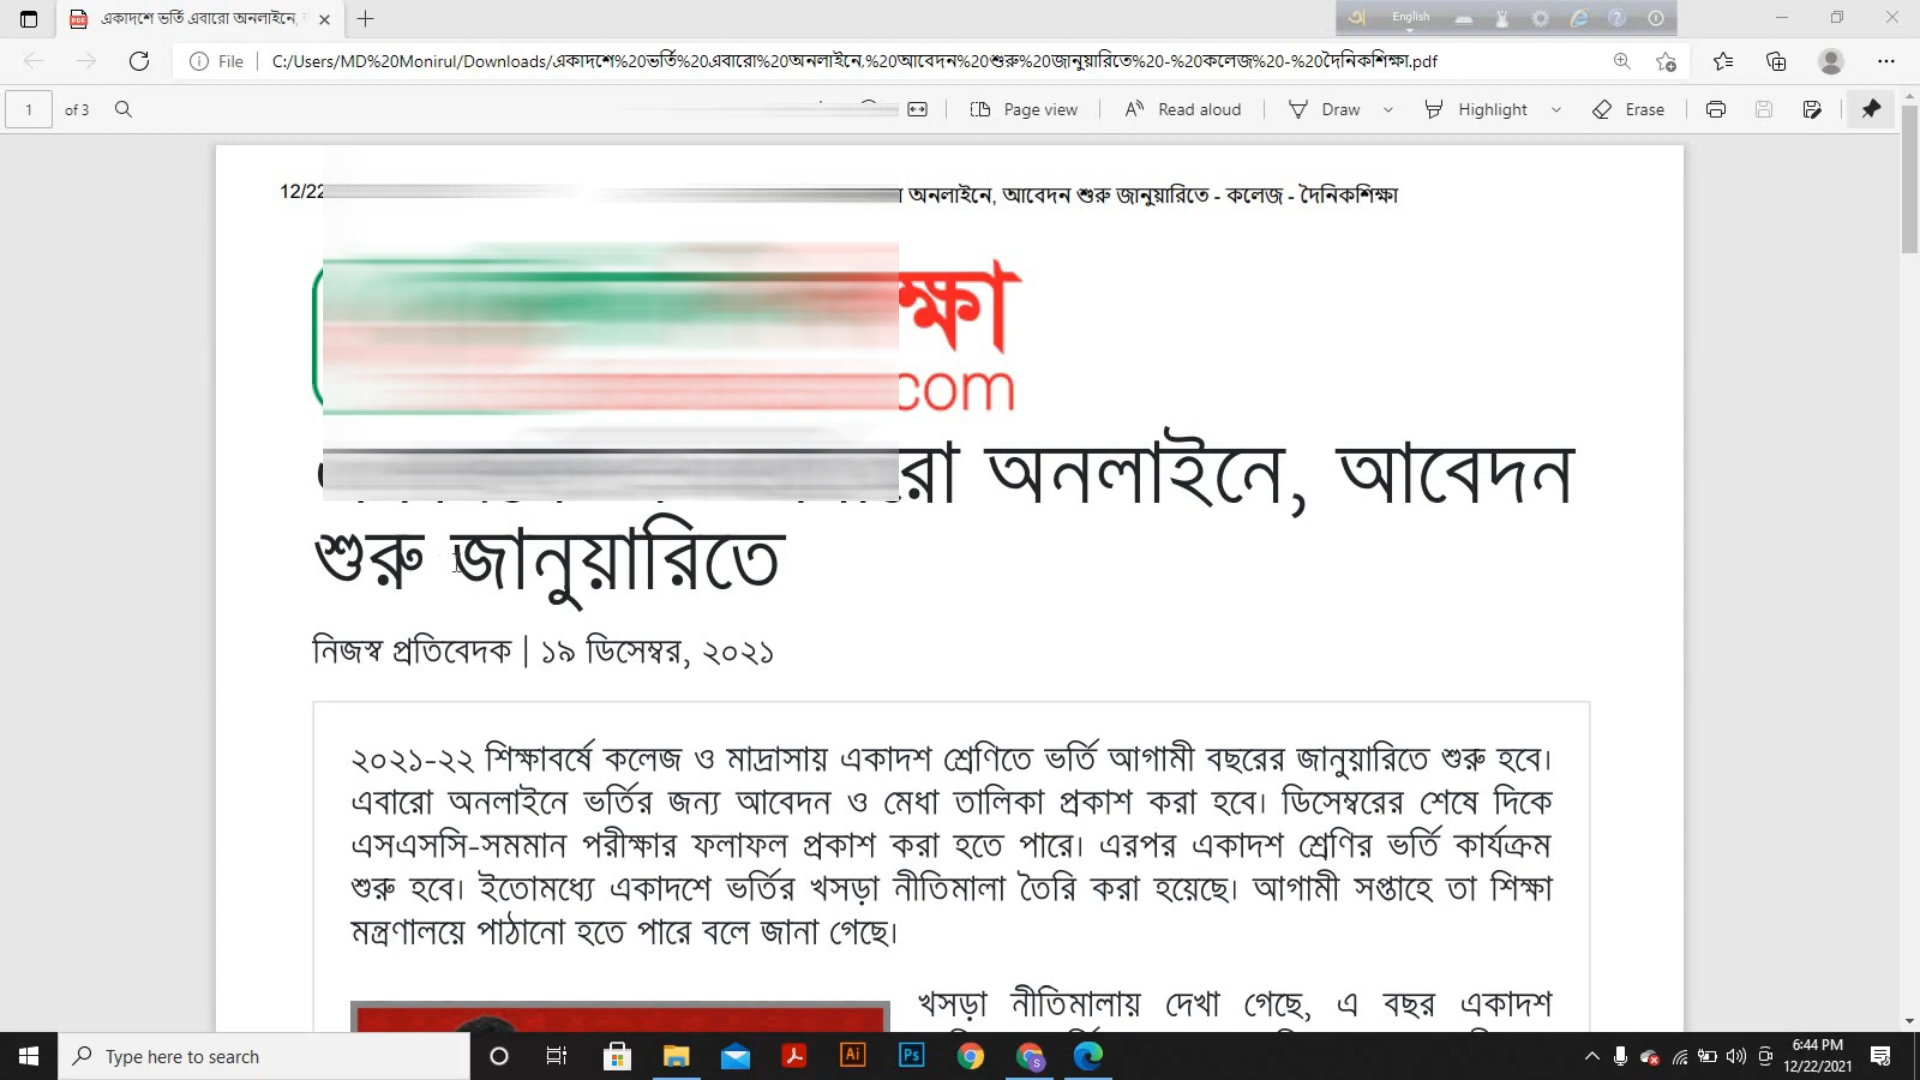 একাদশে ভর্তি এবারো অনলাইনে,
English
File
C:/Users/MD%20Monirul/Downloads/একাদশে%20ভর্তি%20এবারো%20অনলাইনে,%20আবেদন%20শুরু%20জানুয়ারিতে%20-%20কলেজ%20-%20দৈনিকশিক্ষা.pdf
1 of 3 Page view Read aloud Draw Highlight Erase
12/22 অনলাইনে, আবেদন শুরু জানুয়ারিতে - কলেজ - দৈনিকশিক্ষা
ক্ষা
com
রো অনলাইনে, আবেদন
শুরু জানুয়ারিতে
নিজস্ব প্রতিবেদক | ১৯ ডিসেম্বর, ২০২১
২০২১-২২ শিক্ষাবর্ষে কলেজ ও মাদ্রাসায় একাদশ শ্রেণিতে ভর্তি আগামী বছরের জানুয়ারিতে শুরু হবে।
এবারো অনলাইনে ভর্তির জন্য আবেদন ও মেধা তালিকা প্রকাশ করা হবে। ডিসেম্বরের শেষে দিকে
এসএসসি-সমমান পরীক্ষার ফলাফল প্রকাশ করা হতে পারে। এরপর একাদশ শ্রেণির ভর্তি কার্যক্রম
শুরু হবে। ইতোমধ্যে একাদশে ভর্তির খসড়া নীতিমালা তৈরি করা হয়েছে। আগামী সপ্তাহে তা শিক্ষা
মন্ত্রণালয়ে পাঠানো হতে পারে বলে জানা গেছে।
খসড়া নীতিমালায় দেখা গেছে, এ বছর একাদশ
Type here to search
Ai
Ps
6:44 PM
12/22/2021